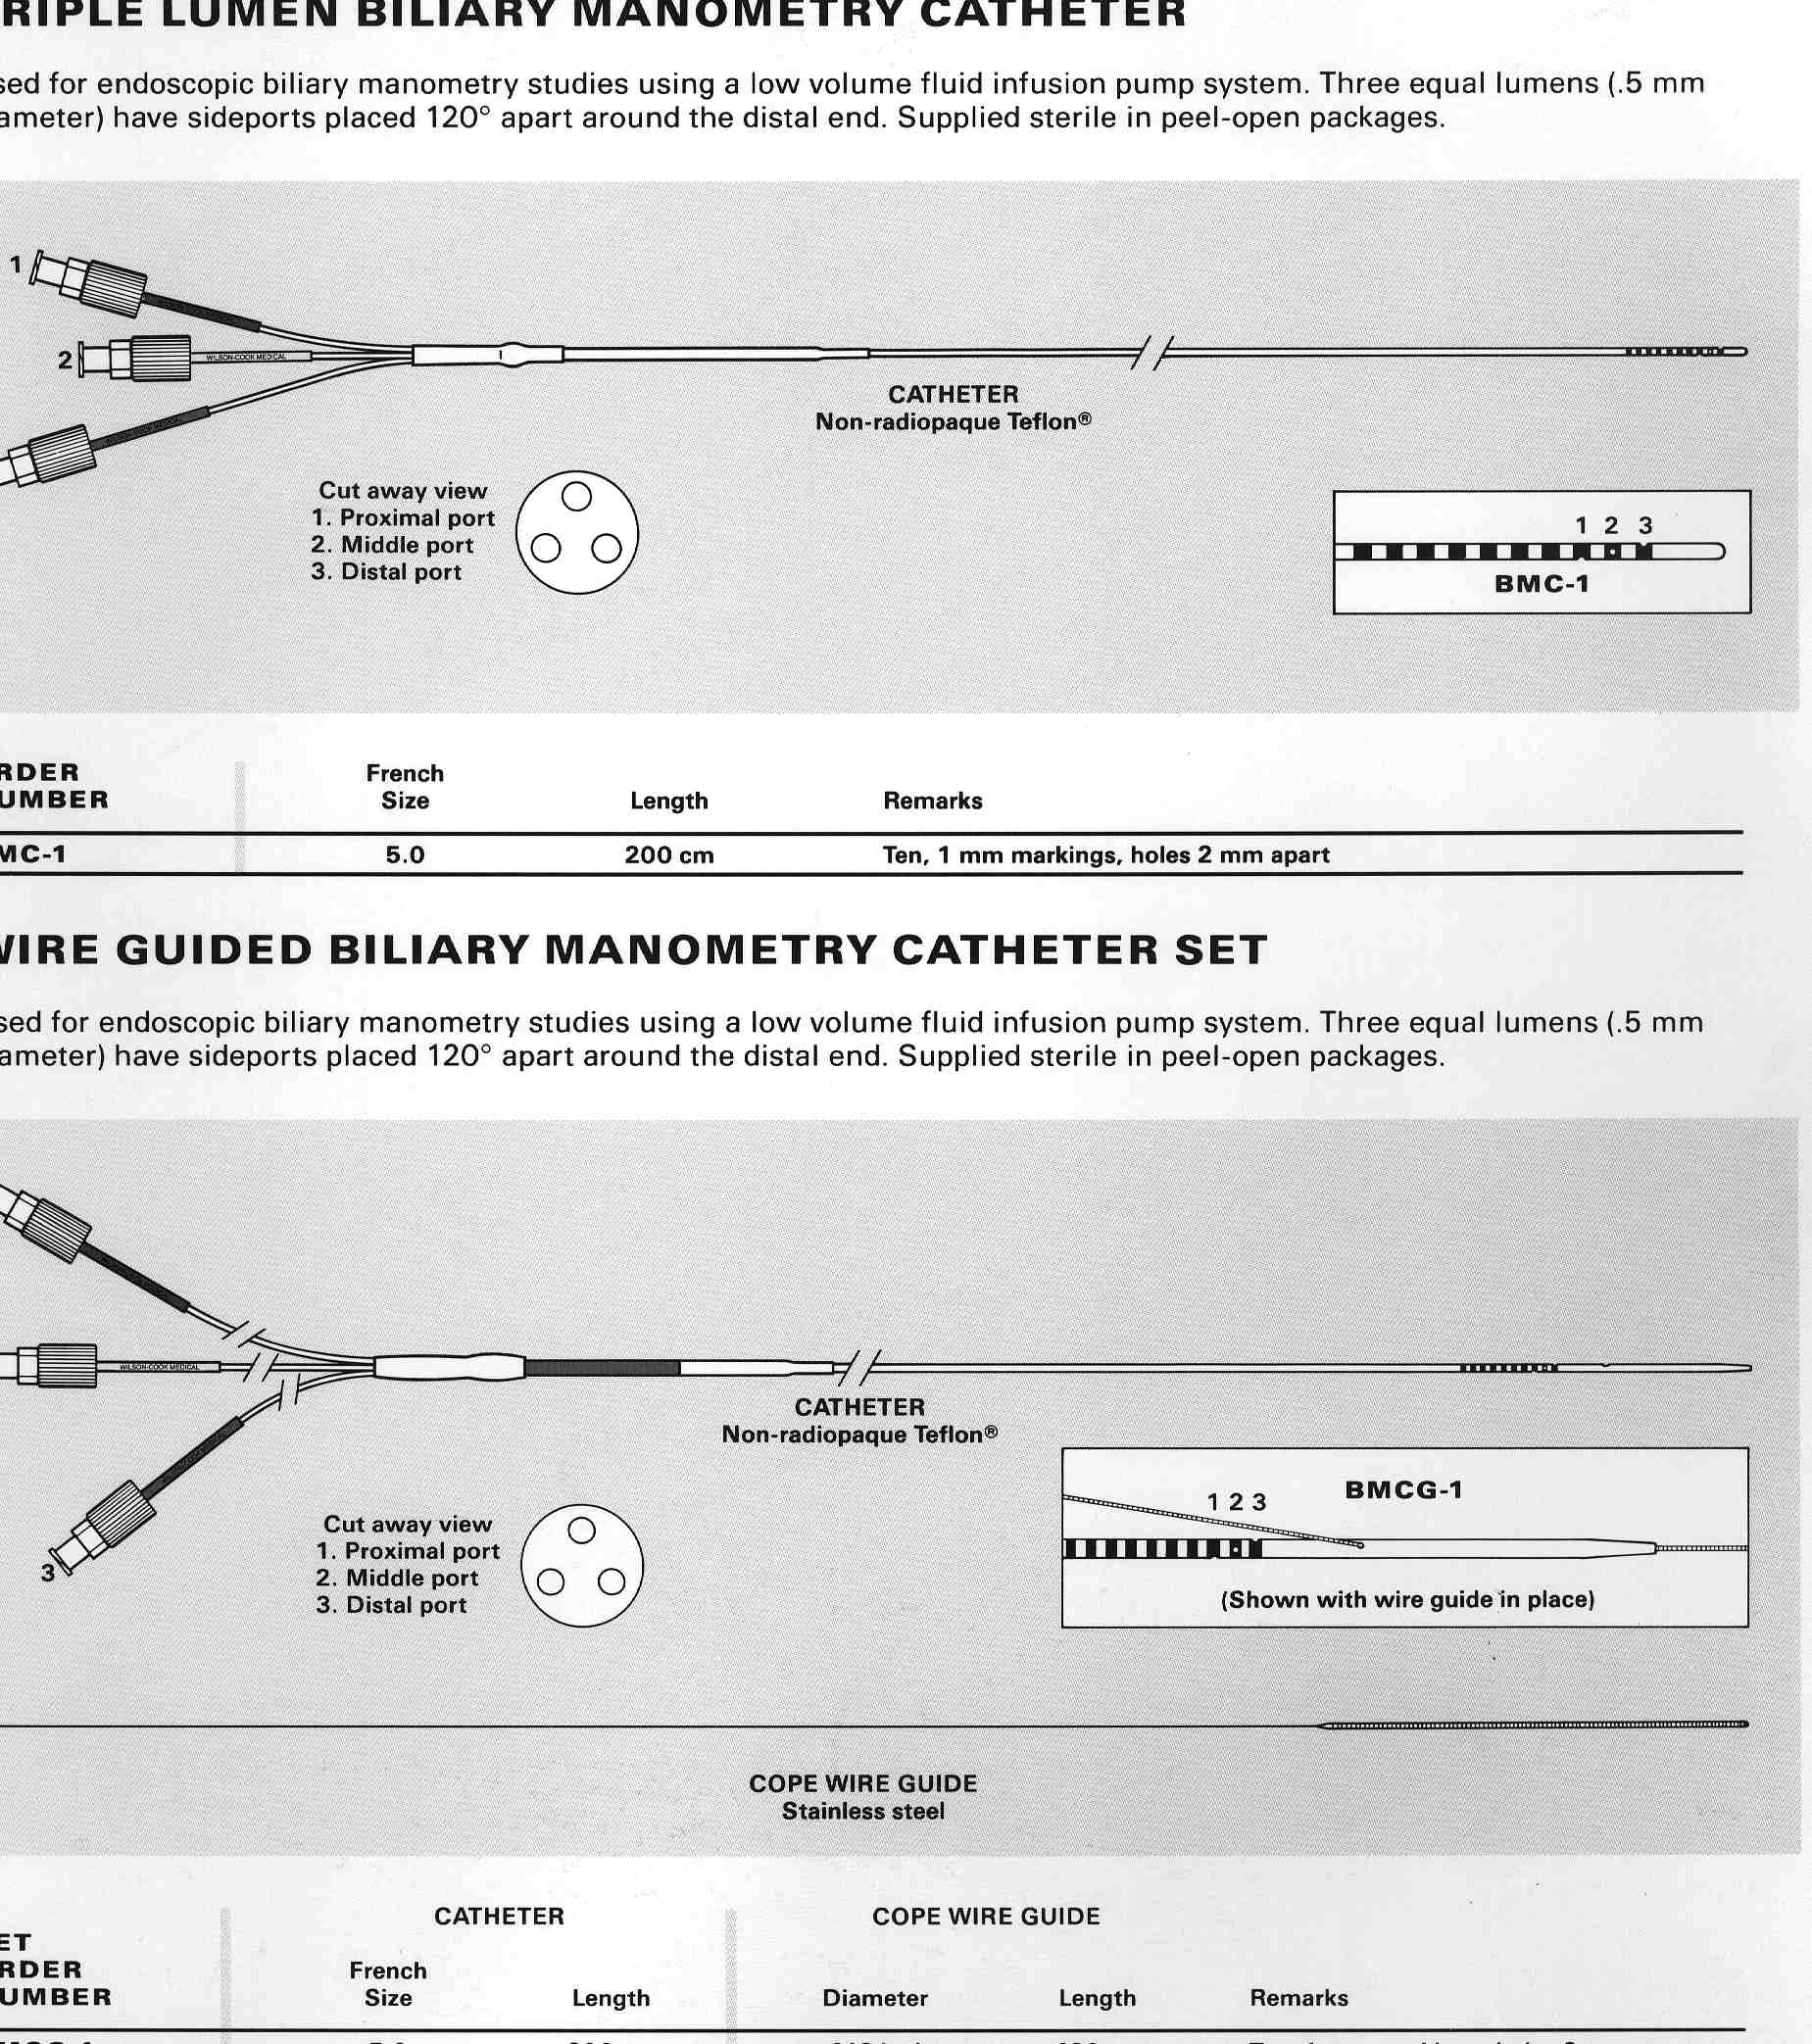 RIPLE LUMEN BILIARY MANOMETRY CATHETER
sed for endoscopic biliary manometry studies using a low volume fluid infusion pump system. Three equal lumens (.5 mm
ameter) have sideports placed 120° apart around the distal end. Supplied sterile in peel-open packages.
1
2
WILSON-COOK MEDICAL
CATHETER
Non-radiopaque Teflon®
Cut away view
1. Proximal port
2. Middle port
3. Distal port
1 2 3
BMC-1
RDER
UMBER
French
Size
Length
Remarks
MC-1 5.0 200 cm Ten, 1 mm markings, holes 2 mm apart
WIRE GUIDED BILIARY MANOMETRY CATHETER SET
sed for endoscopic biliary manometry studies using a low volume fluid infusion pump system. Three equal lumens (.5 mm
ameter) have sideports placed 120° apart around the distal end. Supplied sterile in peel-open packages.
WILSON-COOK MEDICAL
CATHETER
Non-radiopaque Teflon®
3
Cut away view
1. Proximal port
2. Middle port
3. Distal port
BMCG-1
1 2 3
(Shown with wire guide in place)
COPE WIRE GUIDE
Stainless steel
CATHETER
COPE WIRE GUIDE
ET
RDER
UMBER
French
Size
Length
Diameter
Length
Remarks